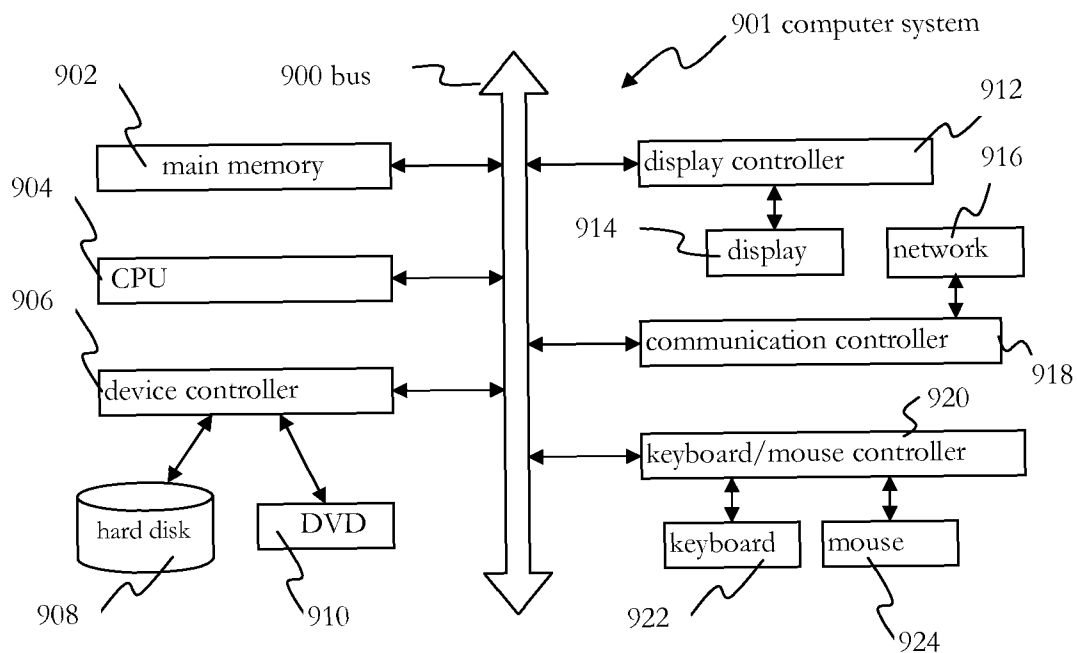 901 computer system
900 bus
902
912
main memory
display controller
916
904
914
display
network
CPU
906
communication controller
918
device controller
920
keyboard/mouse controller
hard disk
DVD
keyboard
mouse
908
910
922
924